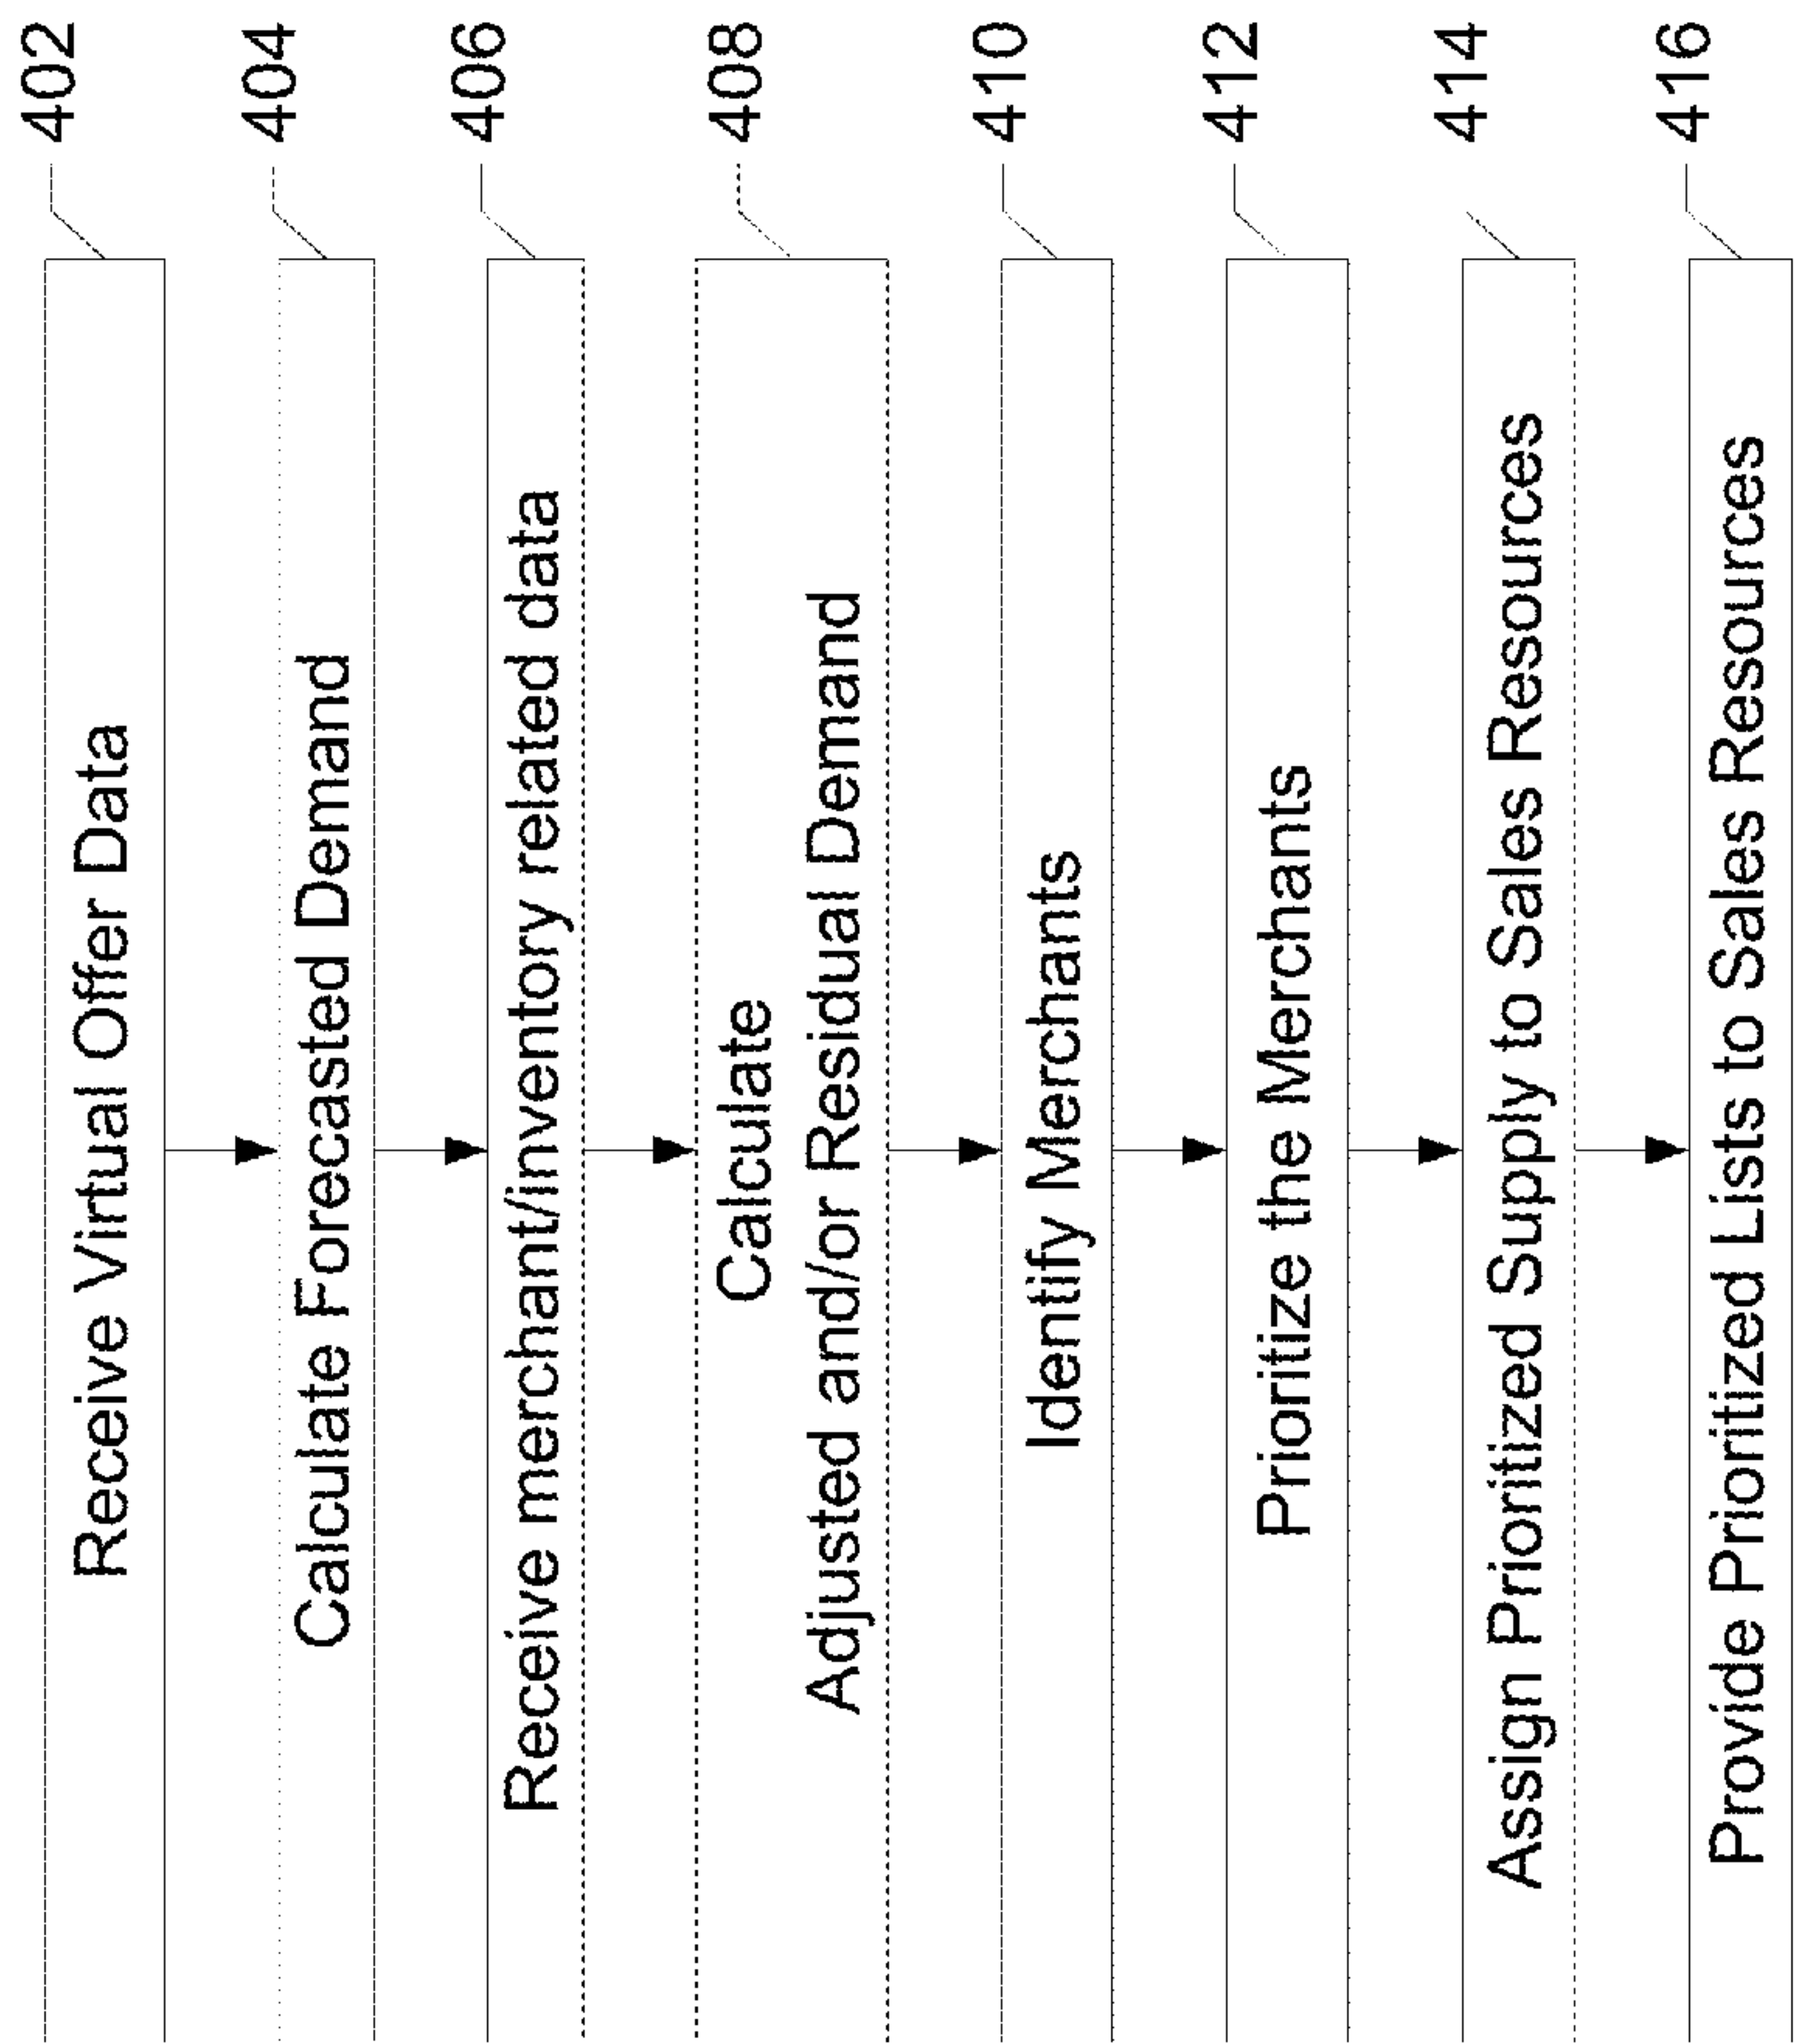 Receive Virtual Offer Data
402
Calculate Forecasted Demand
404
Receive merchant/inventory related data
406
Calculate
Adjusted and/or Residual Demand
408
Identify Merchants
410
Prioritize the Merchants
412
Assign Prioritized Supply to Sales Resources
414
Provide Prioritized Lists to Sales Resources
416